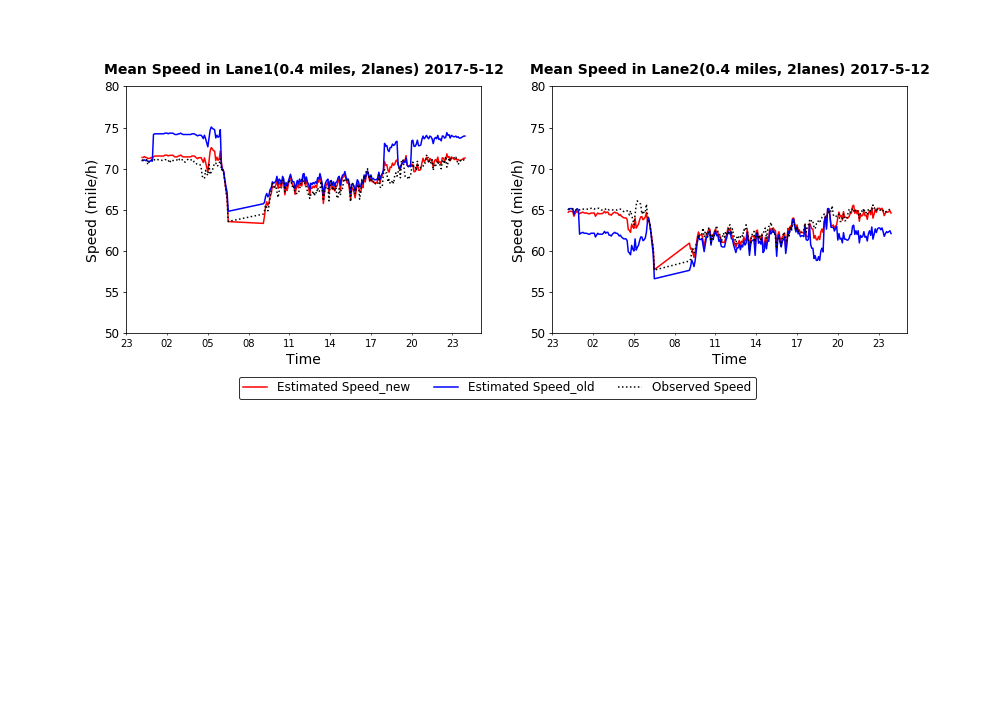 Mean Speed in Lane1(0.4 miles, 2lanes) 2017-5-12
80
75
70
65
60
55
50
Speed (mile/h)
23 02 05 08 11 14 17 20 23
Time
Mean Speed in Lane2(0.4 miles, 2lanes) 2017-5-12
80
75
70
65
60
55
50
Speed (mile/h)
23 02 05 08 11 14 17 20 23
Time
Estimated Speed_new Estimated Speed_old Observed Speed